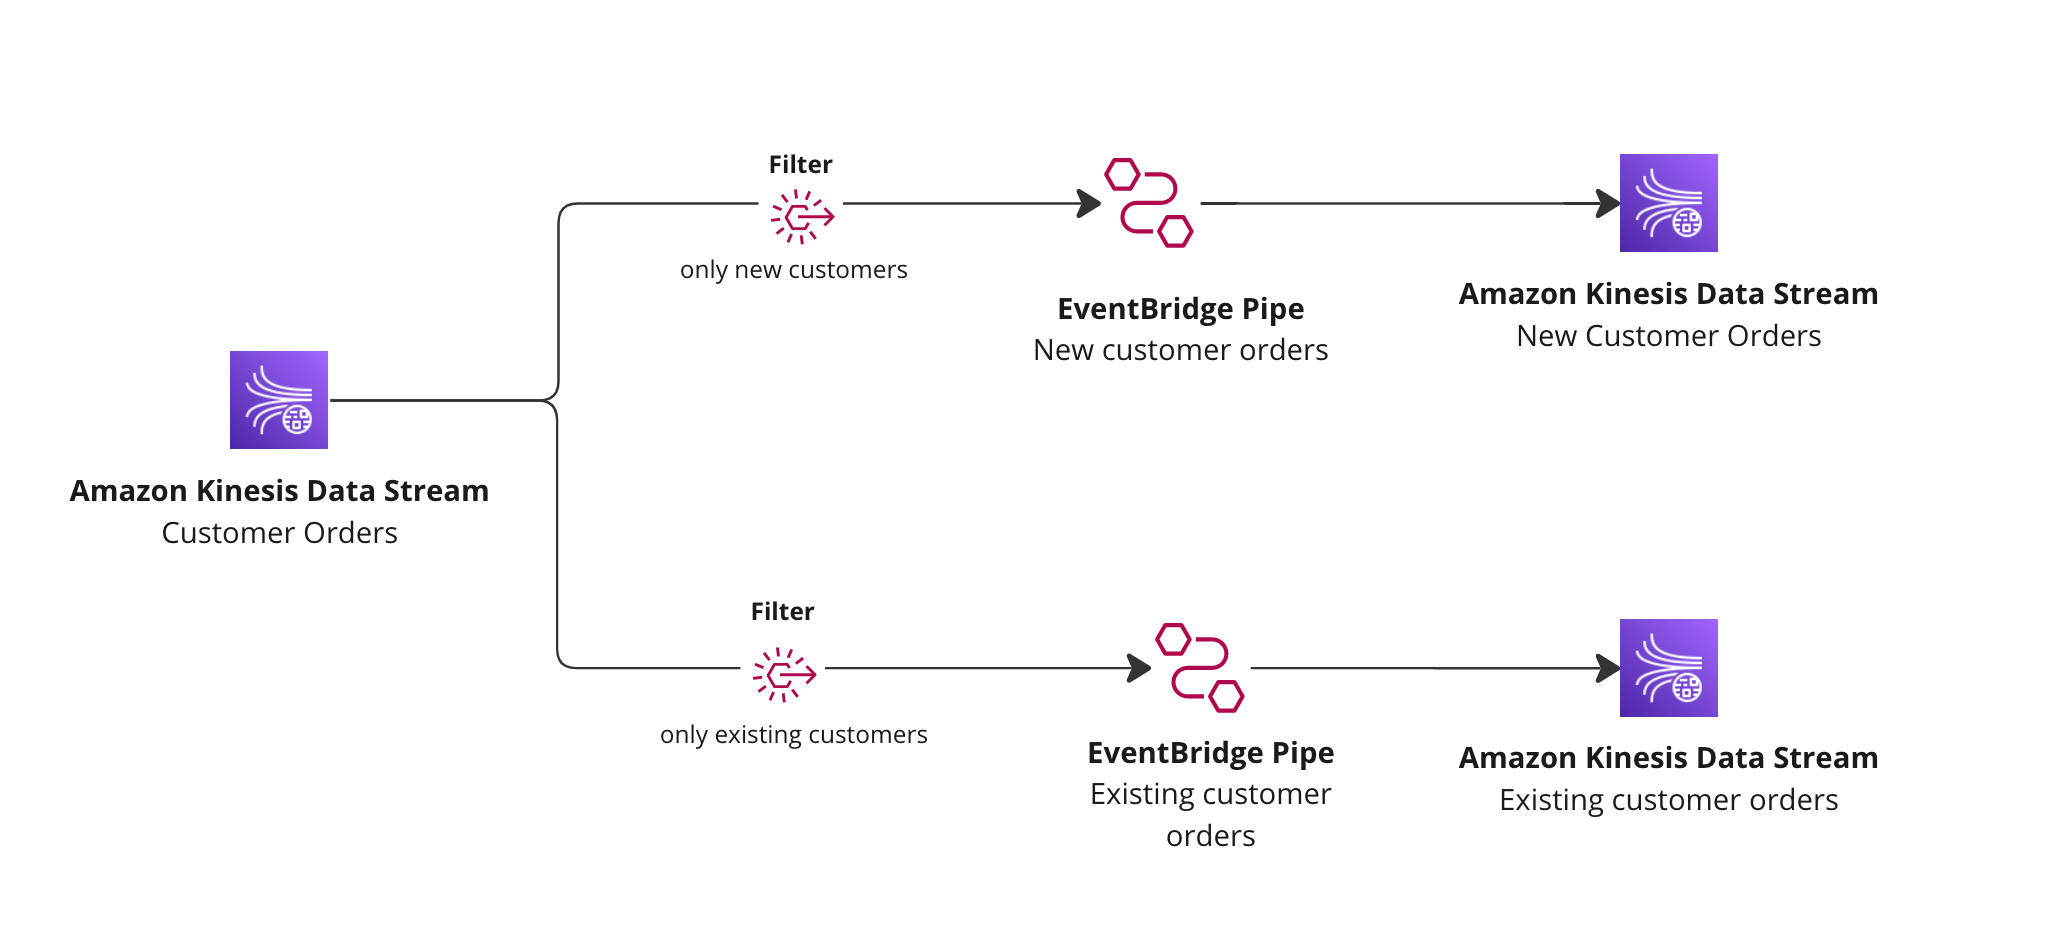 Filter
only new customers
EventBridge Pipe
New customer orders
Amazon Kinesis Data Stream
New Customer Orders
Amazon Kinesis Data Stream
Customer Orders
Filter
only existing customers
EventBridge Pipe
Existing customer
orders
Amazon Kinesis Data Stream
Existing customer orders